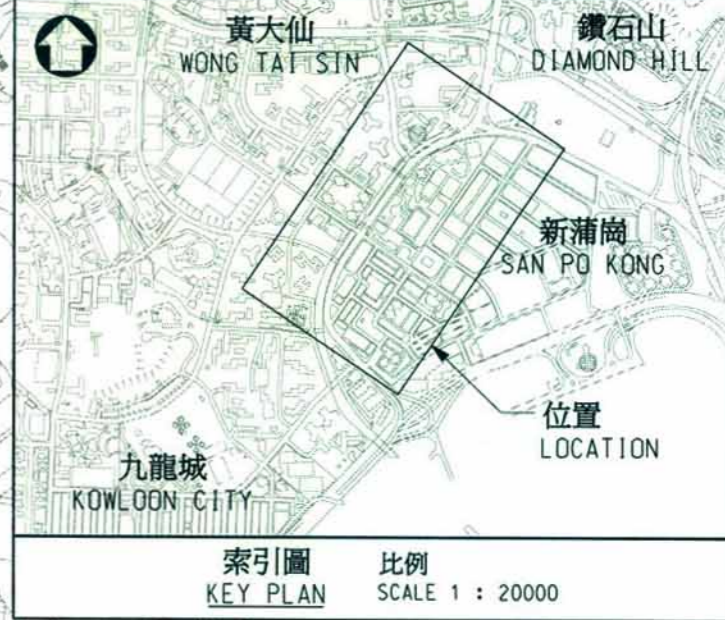 黃大仙
WONG TAI SIN
鑽石山
DIAMOND HILL
新蒲崗
SAN PO KONG
位置
LOCATION
九龍城
KOWLOON CITY
索引圖
KEY PLAN
比例
SCALE 1 : 20000